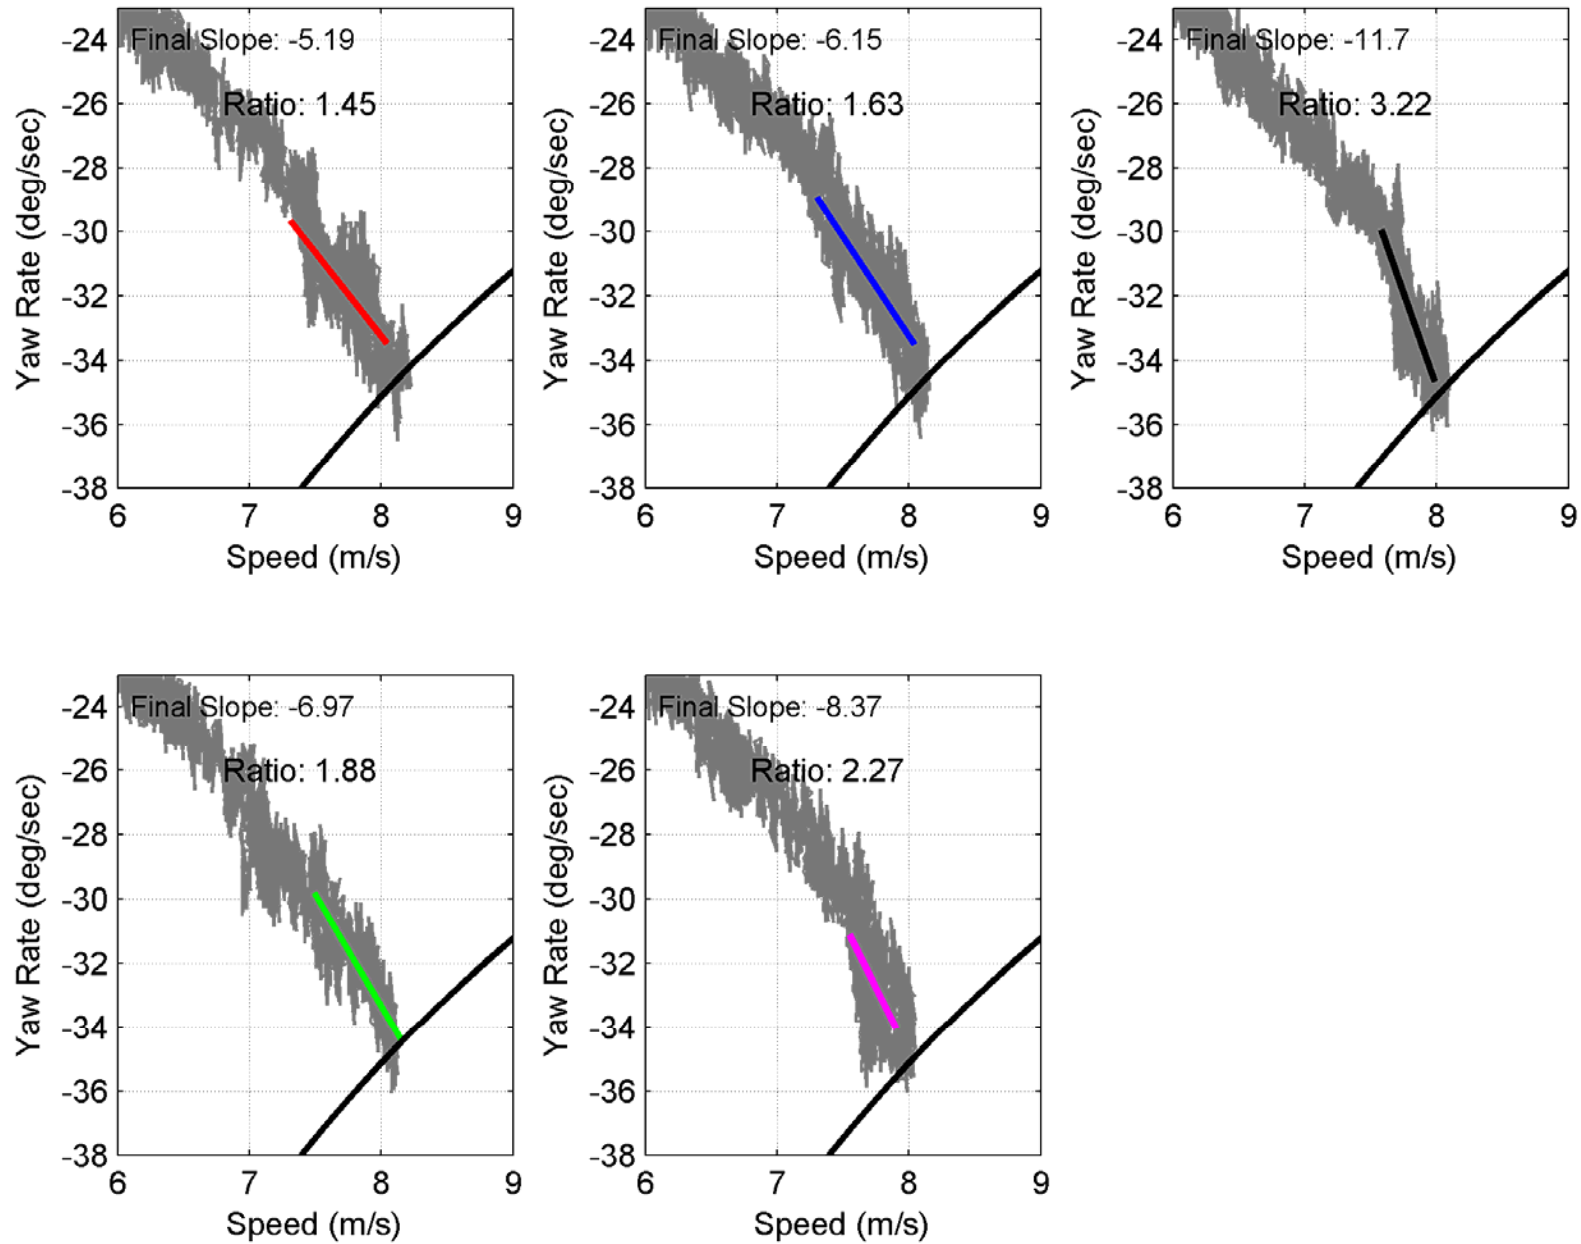 Final Slope: -5.19
Ratio: 1.45
-24
-26
-28
-30
-32
-34
-36
-38
6 7 8 9
Yaw Rate (deg/sec)
Speed (m/s)
Final Slope: -6.15
Ratio: 1.63
-24
-26
-28
-30
-32
-34
-36
-38
6 7 8 9
Yaw Rate (deg/sec)
Speed (m/s)
Final Slope: -11.7
Ratio: 3.22
-24
-26
-28
-30
-32
-34
-36
-38
6 7 8 9
Yaw Rate (deg/sec)
Speed (m/s)
Final Slope: -6.97
Ratio: 1.88
-24
-26
-28
-30
-32
-34
-36
-38
6 7 8 9
Yaw Rate (deg/sec)
Speed (m/s)
Final Slope: -8.37
Ratio: 2.27
-24
-26
-28
-30
-32
-34
-36
-38
6 7 8 9
Yaw Rate (deg/sec)
Speed (m/s)